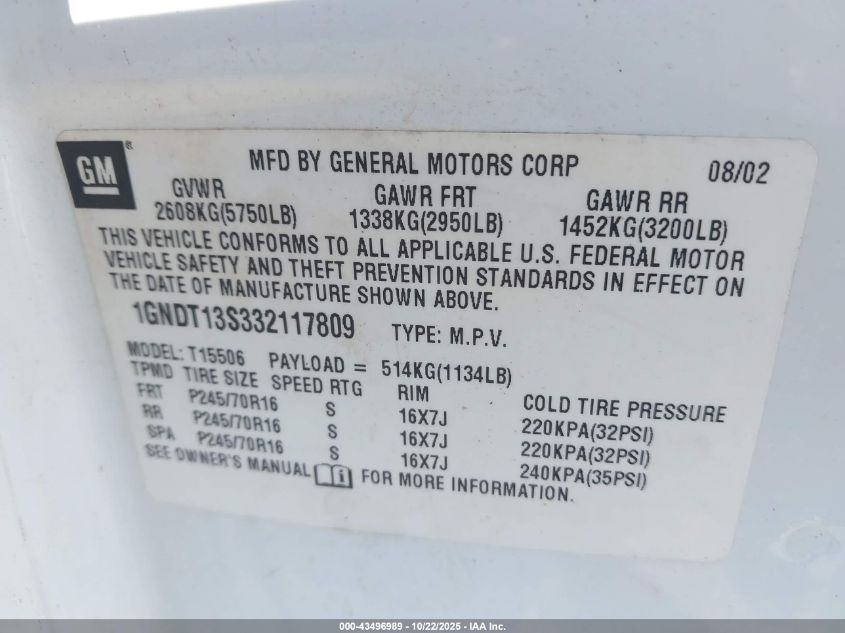 GM®
MFD BY GENERAL MOTORS CORP 08/02
GVWR GAWR FRT GAWR RR
2608KG(5750LB) 1338KG(2950LB) 1452KG(3200LB)
THIS VEHICLE CONFORMS TO ALL APPLICABLE U.S. FEDERAL MOTOR
VEHICLE SAFETY AND THEFT PREVENTION STANDARDS IN EFFECT ON
THE DATE OF MANUFACTURE SHOWN ABOVE.
1GNDT13S332117809 TYPE: M.P.V.
MODEL: T15506 PAYLOAD = 514KG(1134LB)
TPMD TIRE SIZE SPEED RTG RIM COLD TIRE PRESSURE
FRT P245/70R16 S 16X7J 220KPA(32PSI)
RR P245/70R16 S 16X7J 220KPA(32PSI)
SPA P245/70R16 S 16X7J 240KPA(35PSI)
SEE OWNER'S MANUAL i FOR MORE INFORMATION.
000-43496989 - 10/22/2025 - IAA Inc.